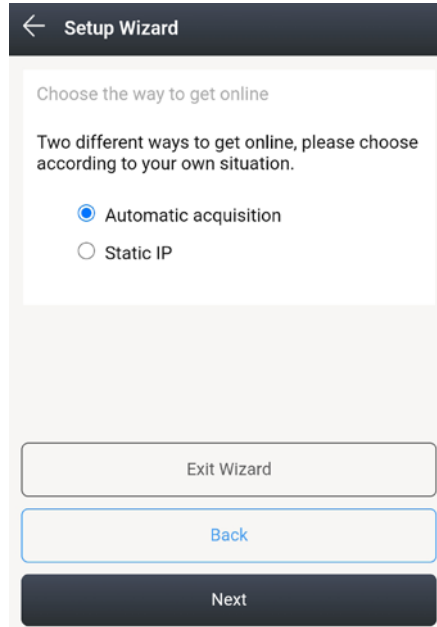 Setup Wizard
Choose the way to get online
Two different ways to get online, please choose
according to your own situation.
Automatic acquisition
Static IP
Exit Wizard
Back
Next